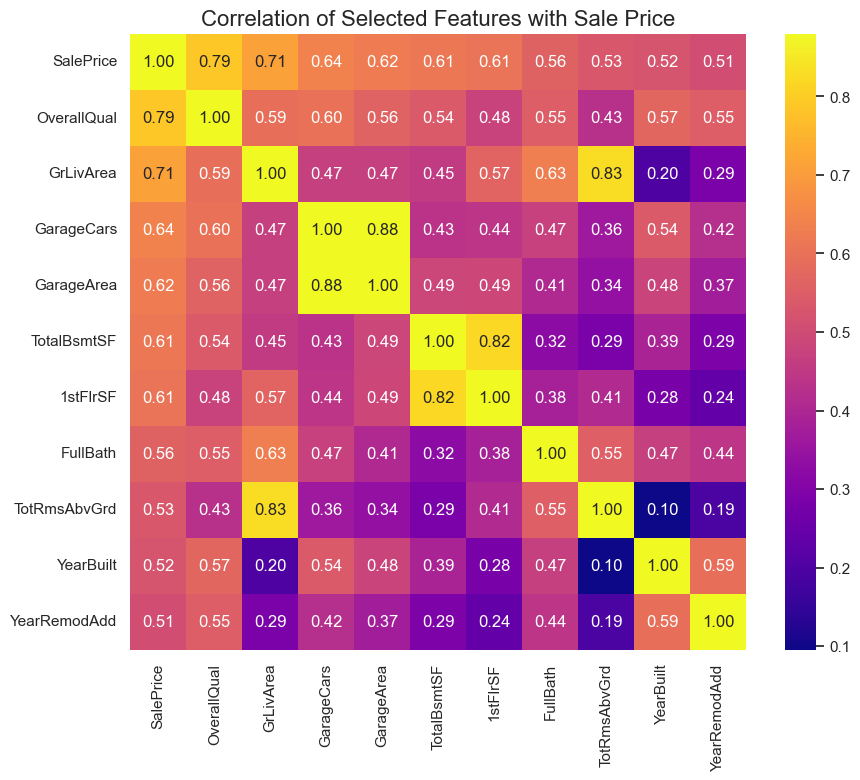 Correlation of Selected Features with Sale Price
SalePrice 1.00 0.79 0.71 0.64 0.62 0.61 0.61 0.56 0.53 0.52 0.51
OverallQual 0.79 1.00 0.59 0.60 0.56 0.54 0.48 0.55 0.43 0.57 0.55
GrLivArea 0.71 0.59 1.00 0.47 0.47 0.45 0.57 0.63 0.83 0.20 0.29
GarageCars 0.64 0.60 0.47 1.00 0.88 0.43 0.44 0.47 0.36 0.54 0.42
GarageArea 0.62 0.56 0.47 0.88 1.00 0.49 0.49 0.41 0.34 0.48 0.37
TotalBsmtSF 0.61 0.54 0.45 0.43 0.49 1.00 0.82 0.32 0.29 0.39 0.29
1stFlrSF 0.61 0.48 0.57 0.44 0.49 0.82 1.00 0.38 0.41 0.28 0.24
FullBath 0.56 0.55 0.63 0.47 0.41 0.32 0.38 1.00 0.55 0.47 0.44
TotRmsAbvGrd 0.53 0.43 0.83 0.36 0.34 0.29 0.41 0.55 1.00 0.10 0.19
YearBuilt 0.52 0.57 0.20 0.54 0.48 0.39 0.28 0.47 0.10 1.00 0.59
YearRemodAdd 0.51 0.55 0.29 0.42 0.37 0.29 0.24 0.44 0.19 0.59 1.00
SalePrice
OverallQual
GrLivArea
GarageCars
GarageArea
TotalBsmtSF
1stFlrSF
FullBath
TotRmsAbvGrd
YearBuilt
YearRemodAdd
0.8
0.7
0.6
0.5
0.4
0.3
0.2
0.1